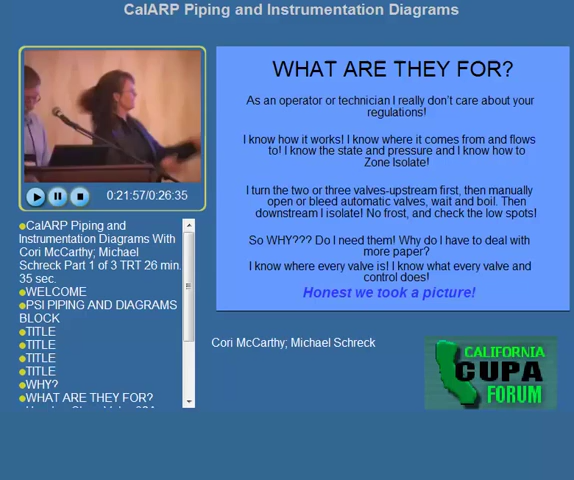 CalARP Piping and Instrumentation Diagrams
WHAT ARE THEY FOR?
As an operator or technician I really don't care about your
regulations!
I know how it works! I know where it comes from and flows
to! I know the state and pressure and I know how to
Zone Isolate!
I turn the two or three valves-upstream first, then manually
open or bleed automatic valves, wait and boil. Then
downstream I isolate! No frost, and check the low spots!
So WHY??? Do I need them! Why do I have to deal with
more paper?
I know where every valve is! I know what every valve and
control does!
Honest we took a picture!
0:21:57/0:26:35
CalARP Piping and
Instrumentation Diagrams With
Cori McCarthy; Michael
Schreck Part 1 of 3 TRT 26 min.
35 sec.
WELCOME
PSI PIPING AND DIAGRAMS
BLOCK
TITLE
TITLE
TITLE
TITLE
WHY?
WHAT ARE THEY FOR?
Cori McCarthy; Michael Schreck
CALIFORNIA
CUPA
FORUM